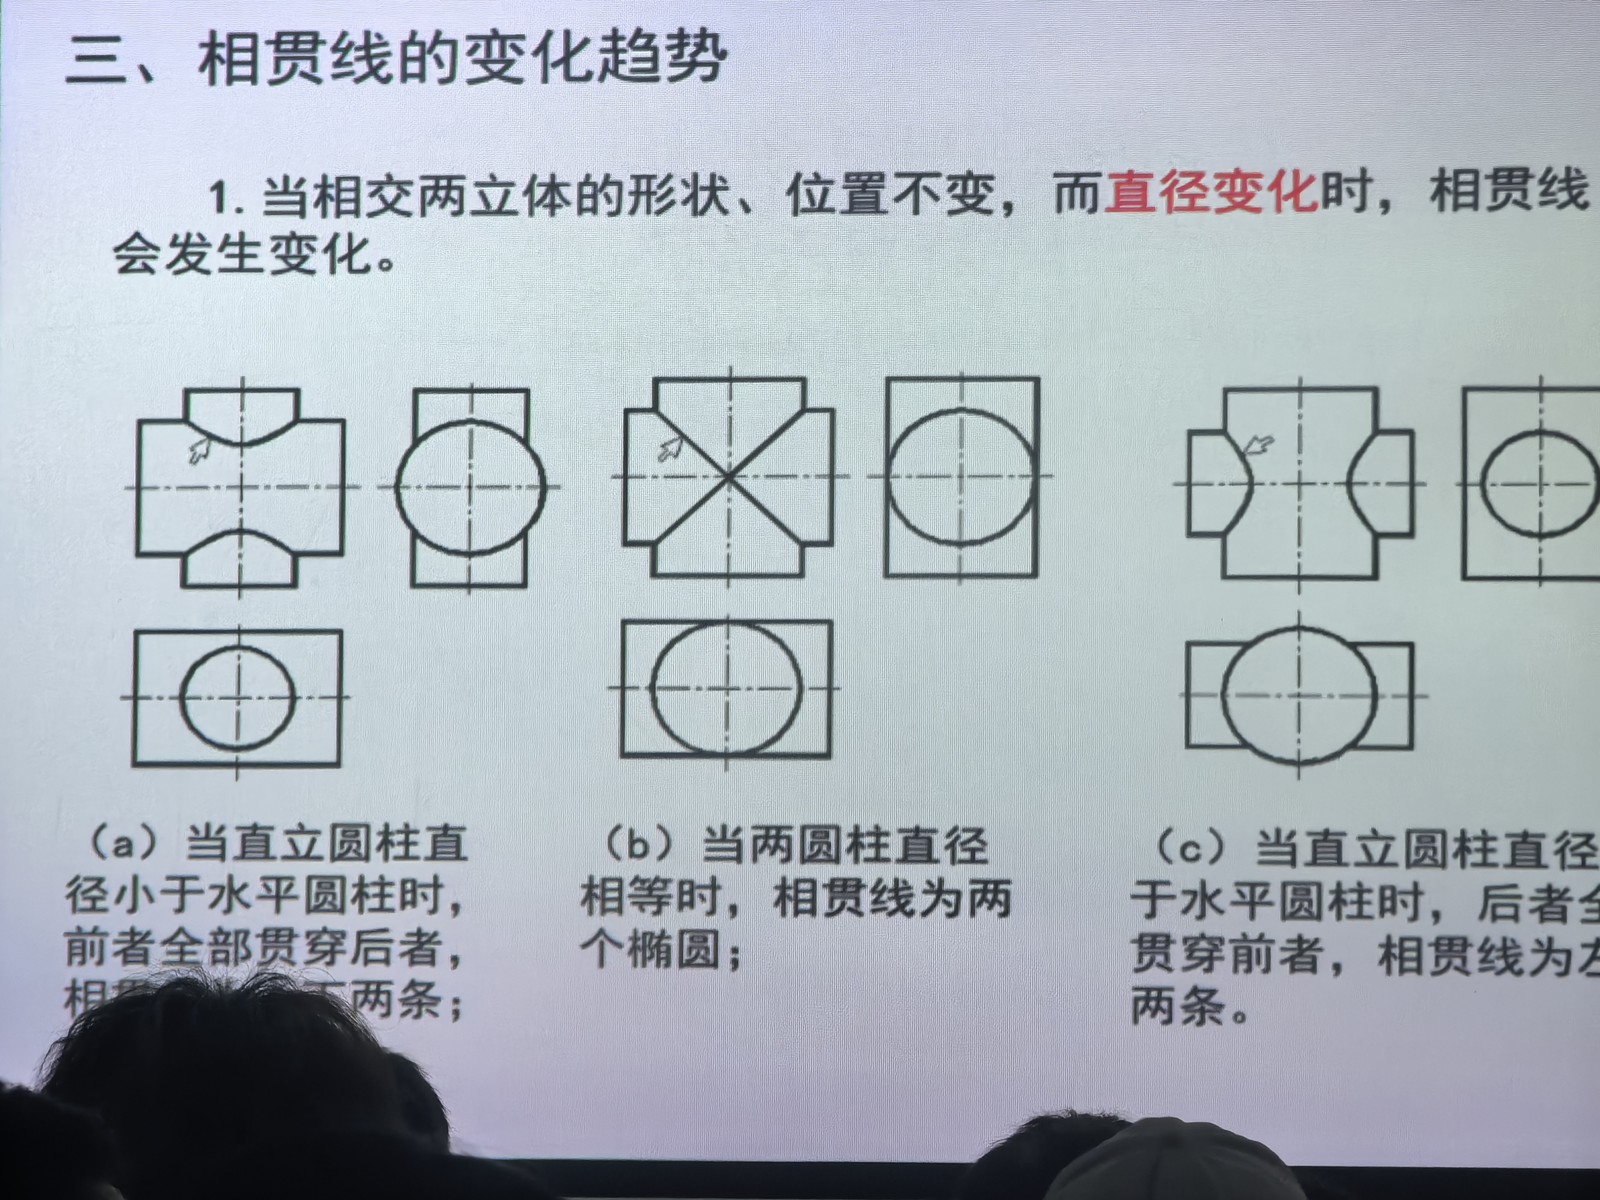 三、相贯线的变化趋势
1. 当相交两立体的形状、位置不变，而直径变化时，相贯线
会发生变化。
（a）当直立圆柱直
径小于水平圆柱时，
前者全部贯穿后者，
相
两条；
（b）当两圆柱直径
相等时，相贯线为两
个椭圆；
（c）当直立圆柱直径
于水平圆柱时，后者全
贯穿前者，相贯线为左
两条。